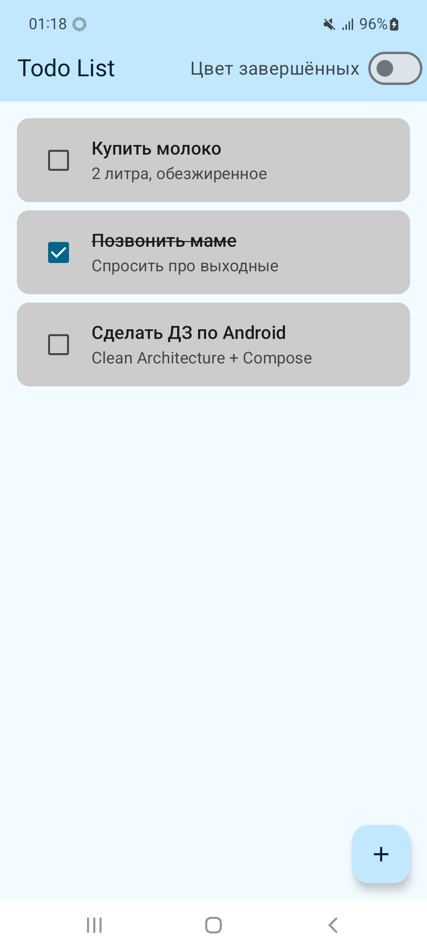 01:18 96%
Todo List Цвет завершённых
Купить молоко
2 литра, обезжиренное
Позвонить маме
Спросить про выходные
Сделать ДЗ по Android
Clean Architecture + Compose
+